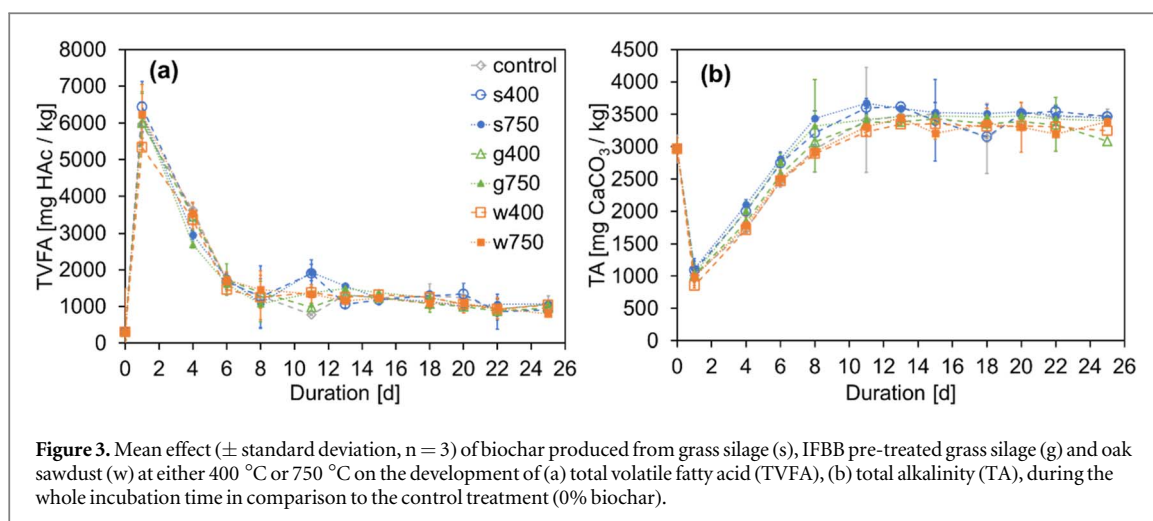 (a)
TVFA [mg HAc / kg]
8000
7000
6000
5000
4000
3000
2000
1000
0
0 2 4 6 8 10 12 14 16 18 20 22 24 26
Duration [d]
control
s400
s750
g400
g750
w400
w750
(b)
TA [mg CaCO₃ / kg]
4500
4000
3500
3000
2500
2000
1500
1000
500
0
0 2 4 6 8 10 12 14 16 18 20 22 24 26
Duration [d]
Figure 3. Mean effect (± standard deviation, n = 3) of biochar produced from grass silage (s), IFBB pre-treated grass silage (g) and oak
sawdust (w) at either 400 °C or 750 °C on the development of (a) total volatile fatty acid (TVFA), (b) total alkalinity (TA), during the
whole incubation time in comparison to the control treatment (0% biochar).